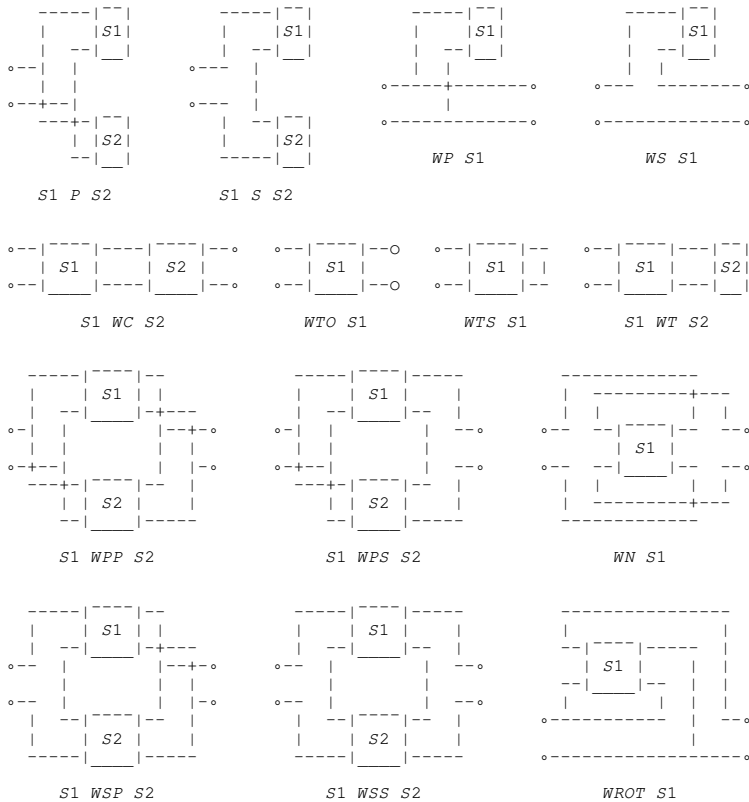 S1 S1 S1 S1
S2 S2
WP S1 WS S1
S1 P S2 S1 S S2
S1 S2 S1 S1 S1 S2
S1 WC S2 WTO S1 WTS S1 S1 WT S2
S1 S1
S1
S2 S2
S1 WPP S2 S1 WPS S2 WN S1
S1 S1
S1
S2 S2
S1 WSP S2 S1 WSS S2 WROT S1